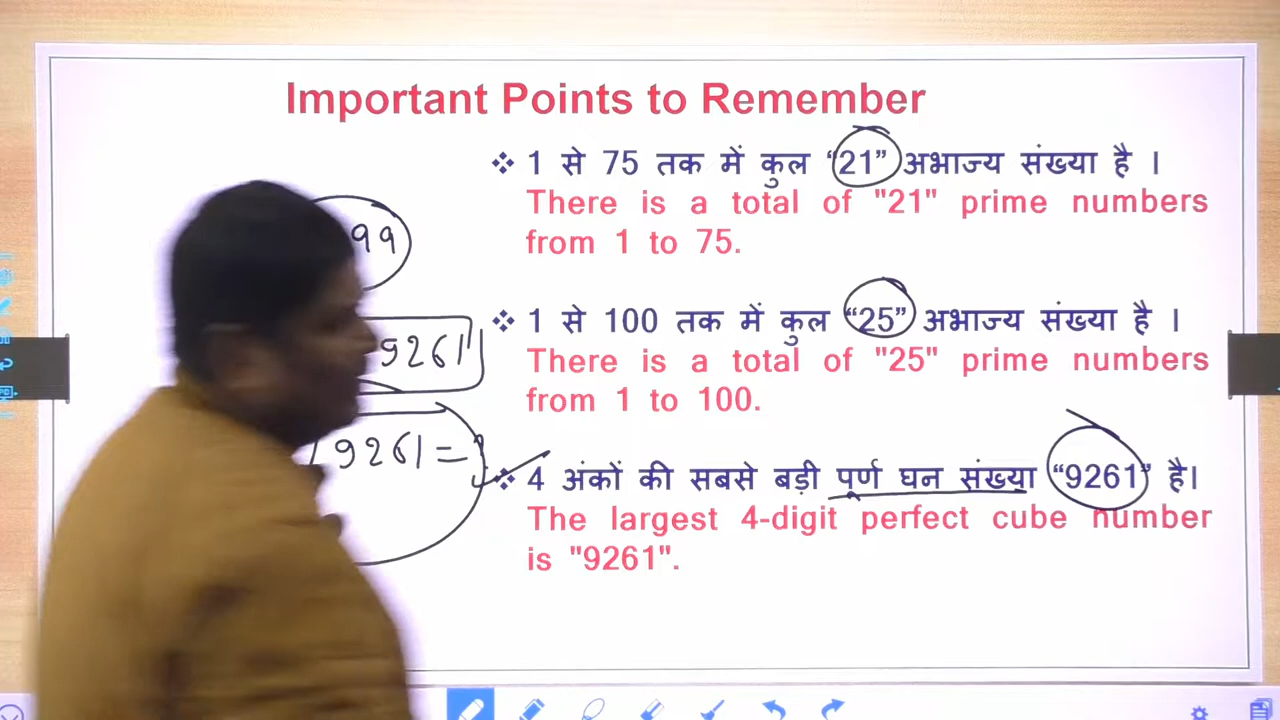 Important Points to Remember
❖ 1 से 75 तक में कुल “21” अभाज्य संख्या है ।
There is a total of "21" prime numbers
from 1 to 75.
99
❖ 1 से 100 तक में कुल “25” अभाज्य संख्या है ।
There is a total of "25" prime numbers
from 1 to 100.
9261
9261 = ?
❖ 4 अंकों की सबसे बड़ी पूर्ण घन संख्या “9261” है।
The largest 4-digit perfect cube number
is "9261".